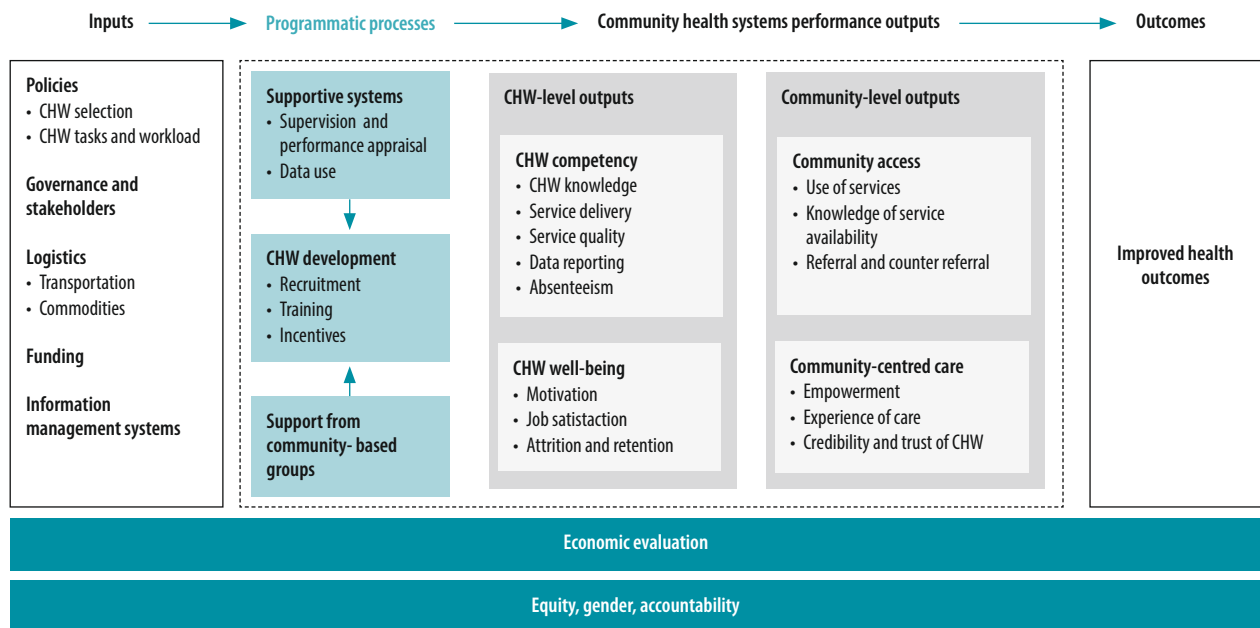 Inputs
Programmatic processes
Community health systems performance outputs
Outcomes
Policies
• CHW selection
• CHW tasks and workload
Governance and
stakeholders
Logistics
• Transportation
• Commodities
Funding
Information
management systems
Supportive systems
• Supervision and
performance appraisal
• Data use
CHW development
• Recruitment
• Training
• Incentives
Support from
community- based
groups
CHW-level outputs
CHW competency
• CHW knowledge
• Service delivery
• Service quality
• Data reporting
• Absenteeism
CHW well-being
• Motivation
• Job satistaction
• Attrition and retention
Community-level outputs
Community access
• Use of services
• Knowledge of service
availability
• Referral and counter referral
Community-centred care
• Empowerment
• Experience of care
• Credibility and trust of CHW
Improved health
outcomes
Economic evaluation
Equity, gender, accountability